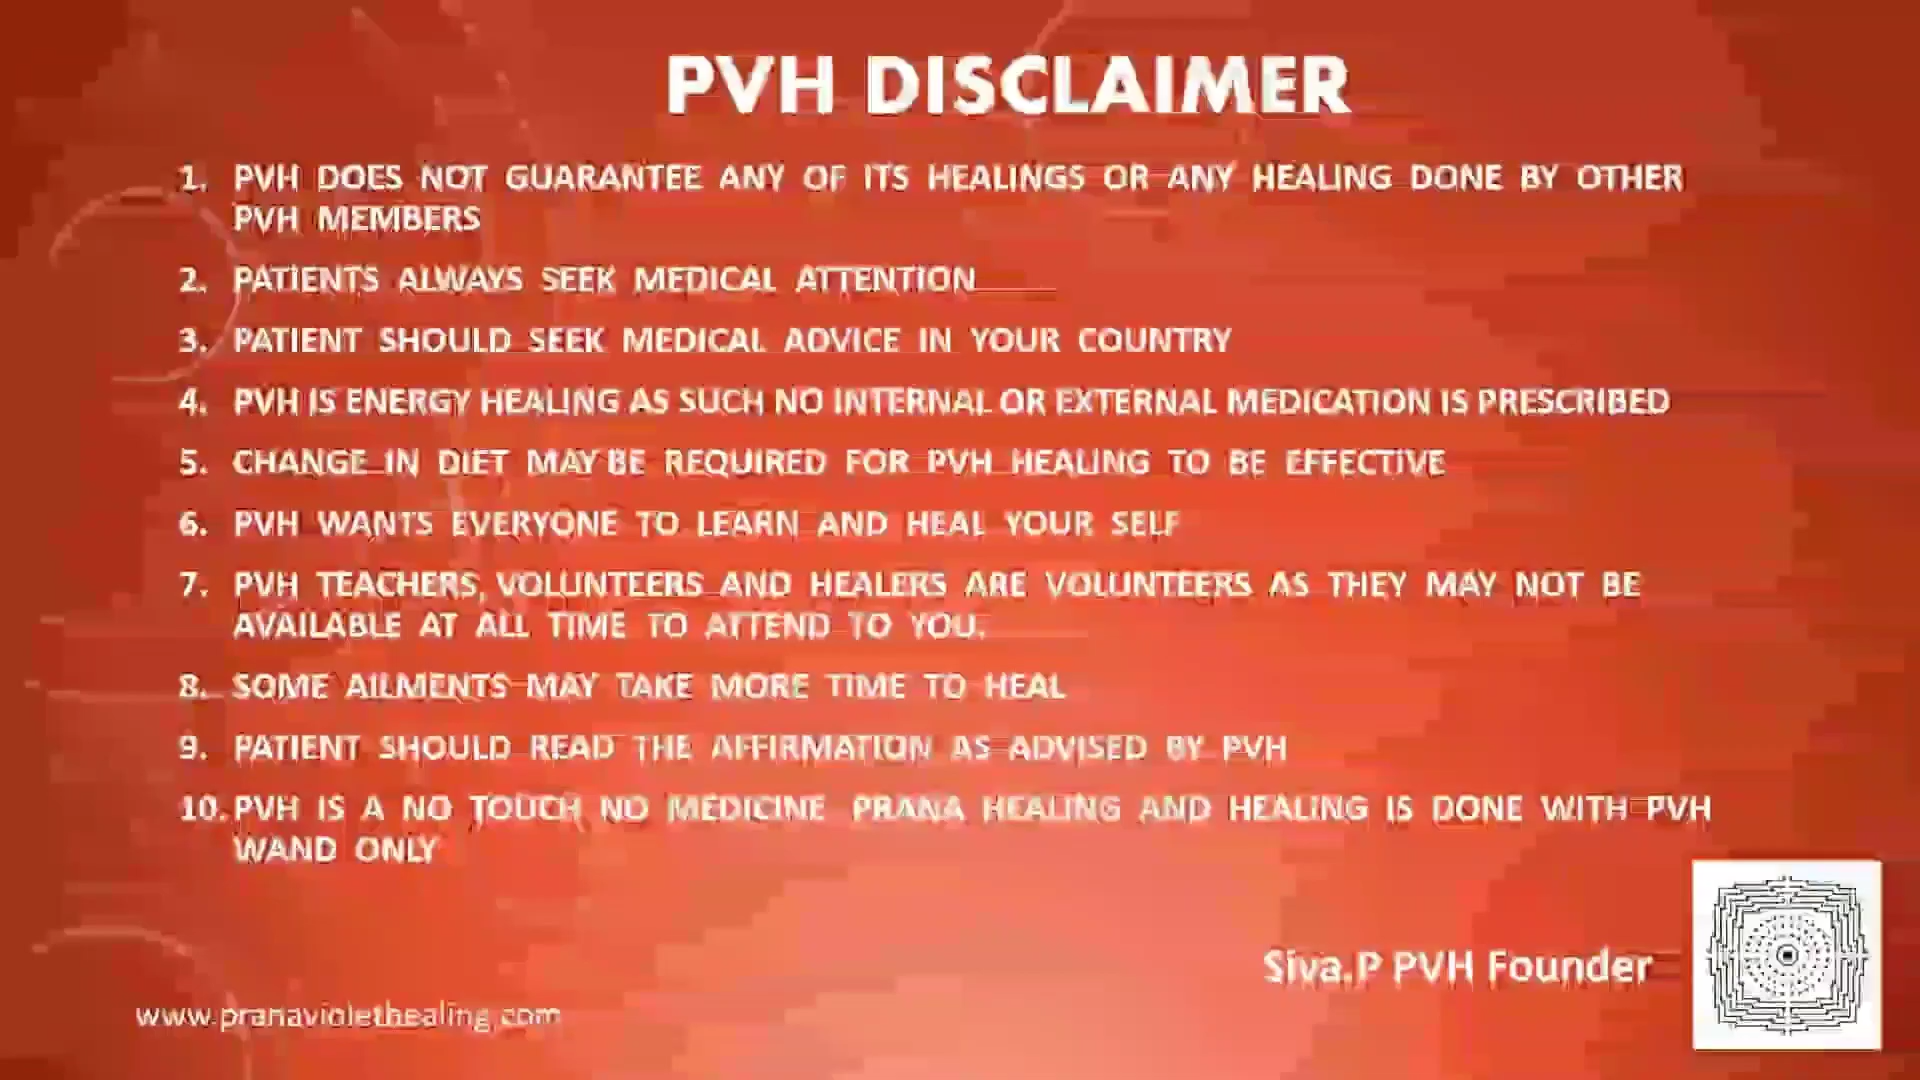 PVH DISCLAIMER
1. PVH DOES NOT GUARANTEE ANY OF ITS HEALINGS OR ANY HEALING DONE BY OTHER
PVH MEMBERS
2. PATIENTS ALWAYS SEEK MEDICAL ATTENTION
3. PATIENT SHOULD SEEK MEDICAL ADVICE IN YOUR COUNTRY
4. PVH IS ENERGY HEALING AS SUCH NO INTERNAL OR EXTERNAL MEDICATION IS PRESCRIBED
5. CHANGE IN DIET MAY BE REQUIRED FOR PVH HEALING TO BE EFFECTIVE
6. PVH WANTS EVERYONE TO LEARN AND HEAL YOUR SELF
7. PVH TEACHERS, VOLUNTEERS AND HEALERS ARE VOLUNTEERS AS THEY MAY NOT BE
AVAILABLE AT ALL TIME TO ATTEND TO YOU.
8. SOME AILMENTS MAY TAKE MORE TIME TO HEAL
9. PATIENT SHOULD READ THE AFFIRMATION AS ADVISED BY PVH
10. PVH IS A NO TOUCH NO MEDICINE PRANA HEALING AND HEALING IS DONE WITH PVH
WAND ONLY
Siva.P PVH Founder
www.pranaviolethealing.com